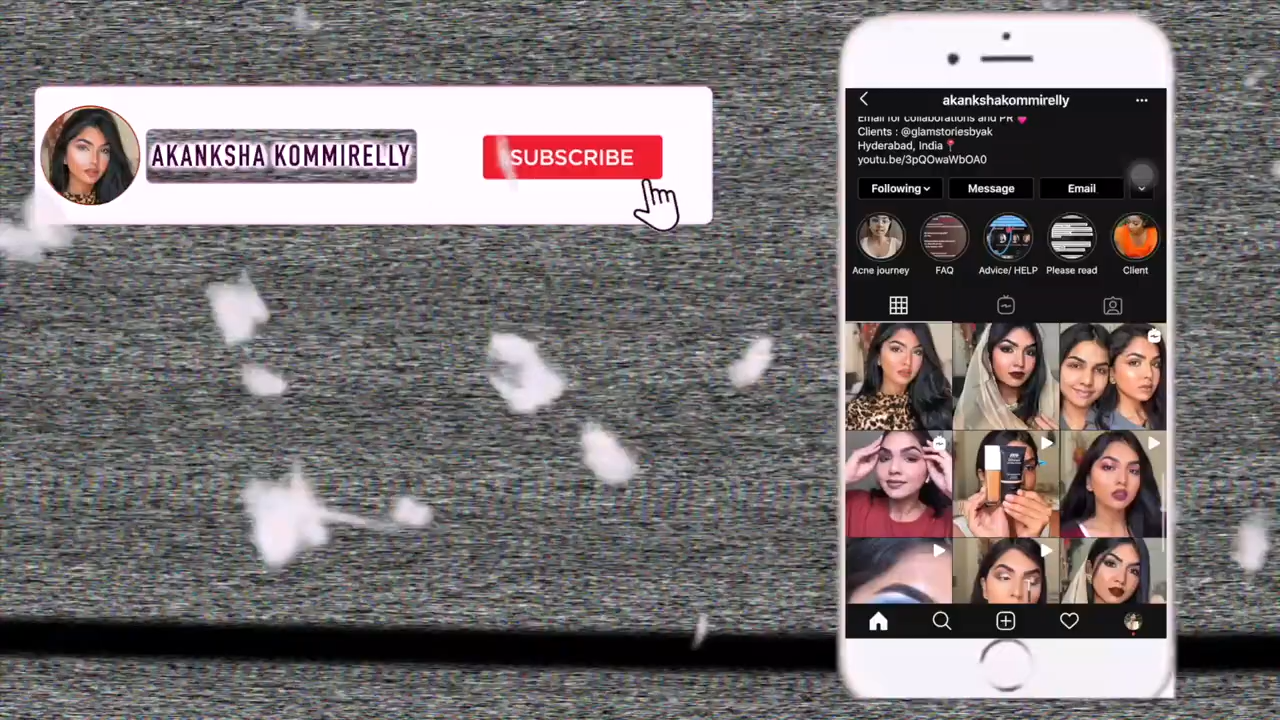 AKANKSHA KOMMIRELLY
SUBSCRIBE
akankshakommirelly
Email for collaborations and PR
Clients : @glamstoriesbyak
Hyderabad, India
youtu.be/3pQOwaWbOA0
Following
Message
Email
Acne journey
FAQ
Advice/ HELP
Please read
Client